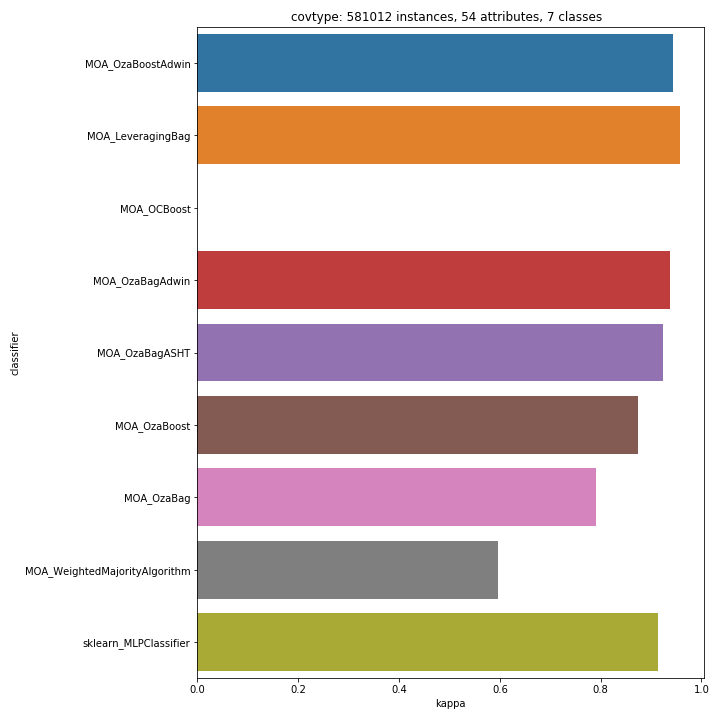 covtype: 581012 instances, 54 attributes, 7 classes
MOA_OzaBoostAdwin
MOA_LeveragingBag
MOA_OCBoost
MOA_OzaBagAdwin
MOA_OzaBagASHT
MOA_OzaBoost
MOA_OzaBag
MOA_WeightedMajorityAlgorithm
sklearn_MLPClassifier
classifier
0.0 0.2 0.4 0.6 0.8 1.0
kappa